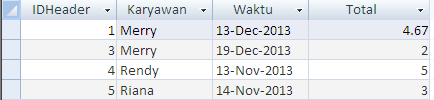 IDHeader Karyawan Waktu Total
1 Merry 13-Dec-2013 4.67
3 Merry 19-Dec-2013 2
4 Rendy 13-Nov-2013 5
5 Riana 14-Nov-2013 3